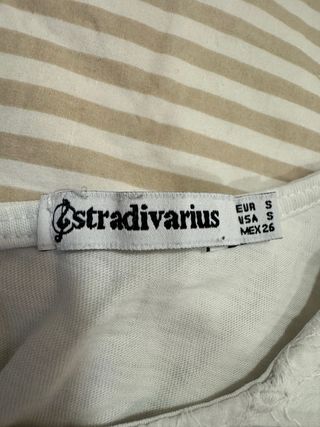 stradivarius
EUR S
USA S
MEX 26